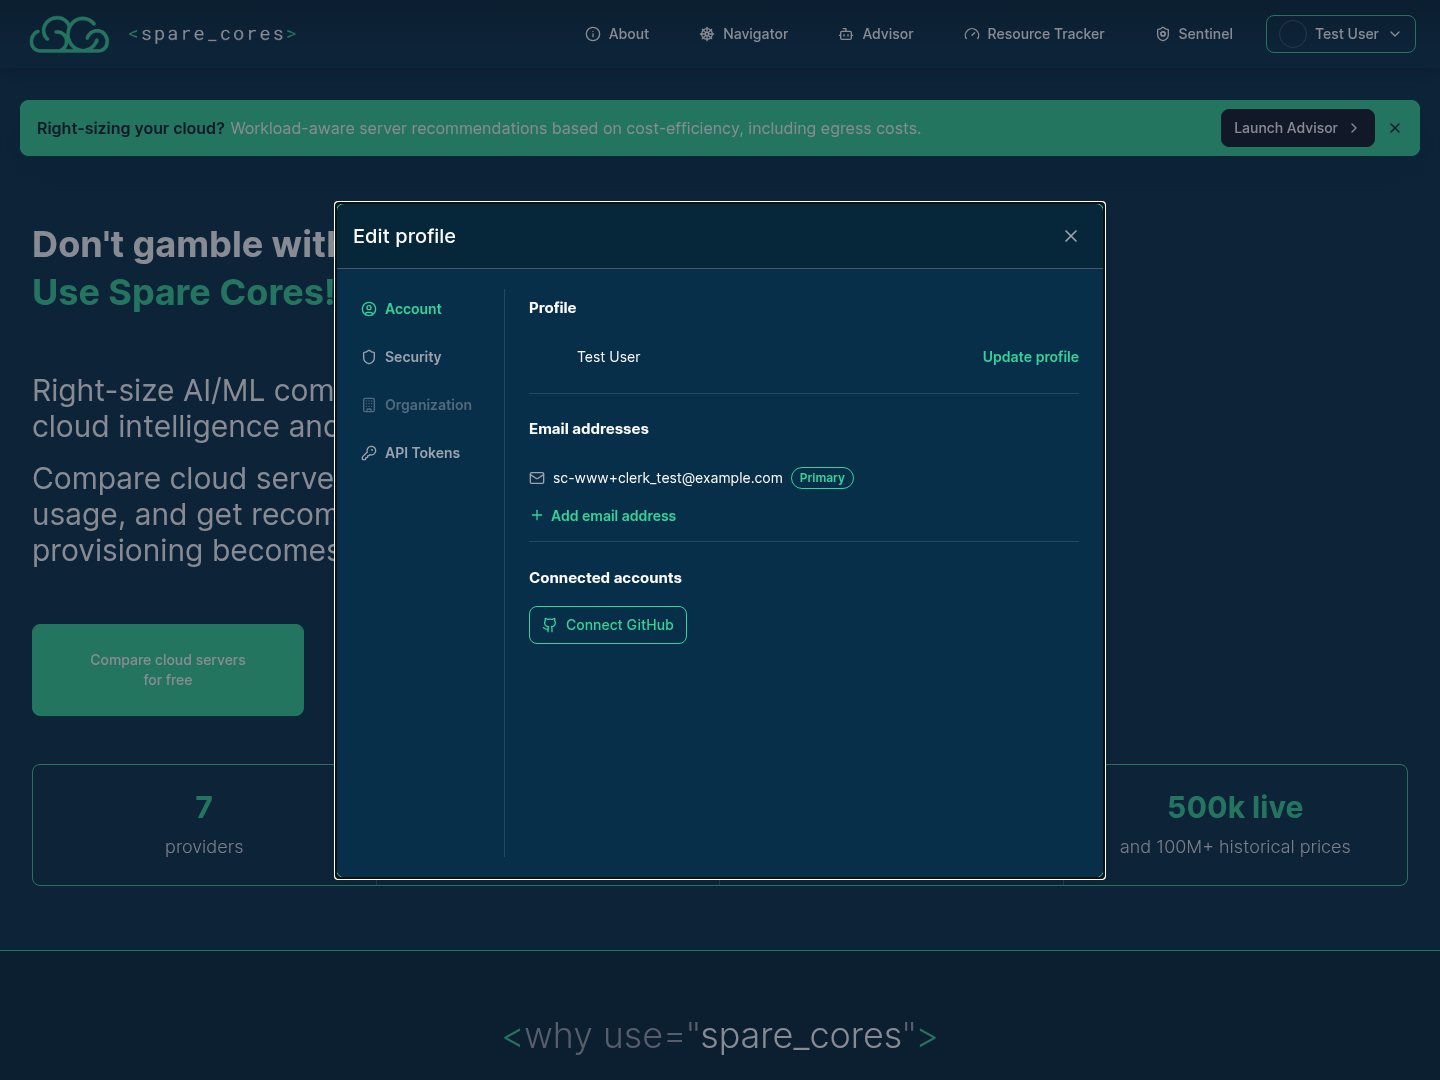 <spare_cores>
About
Navigator
Advisor
Resource Tracker
Sentinel
Test User
Right-sizing your cloud? Workload-aware server recommendations based on cost-efficiency, including egress costs.
Launch Advisor
Don't gamble with
Use Spare Cores!
Right-size AI/ML com
cloud intelligence and
Compare cloud serve
usage, and get recom
provisioning becomes
Compare cloud servers
for free
Edit profile
Account
Security
Organization
API Tokens
Profile
Test User
Update profile
Email addresses
sc-www+clerk_test@example.com
Primary
Add email address
Connected accounts
Connect GitHub
7
providers
500k live
and 100M+ historical prices
<why use="spare_cores">